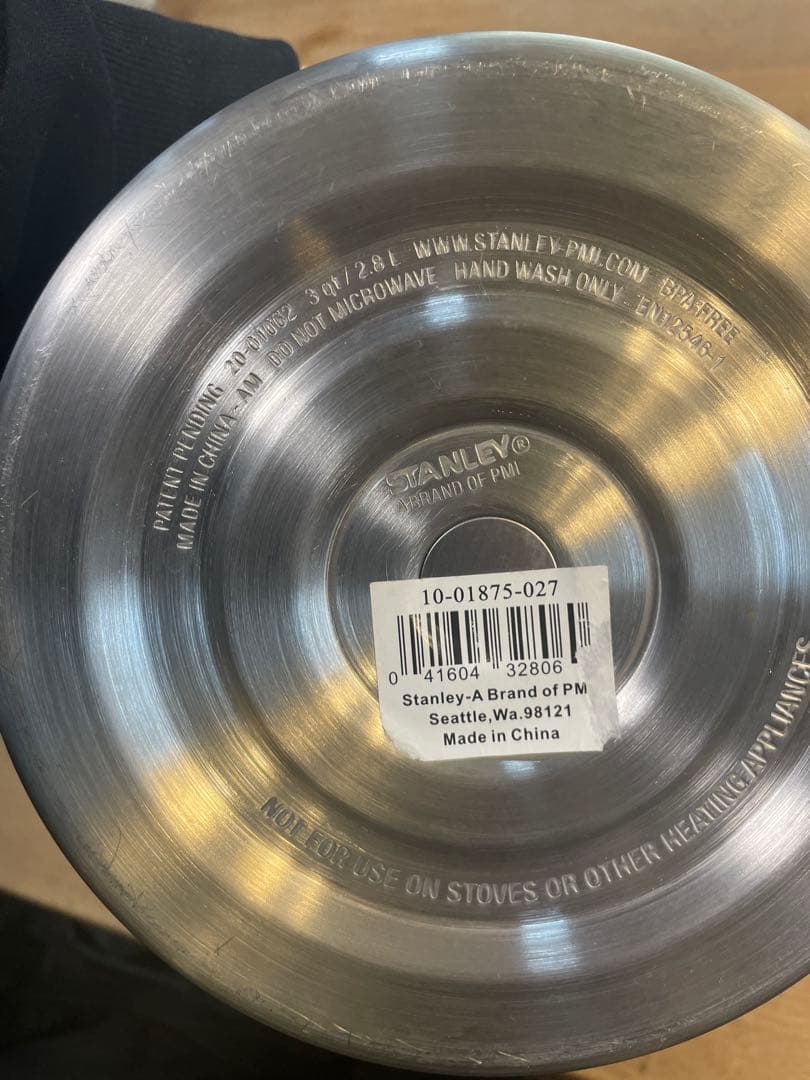 PATENT PENDING 20-01062 3 qt / 2.8 L WWW.STANLEY-PMI.COM BPA-FREE
MADE IN CHINA - AM DO NOT MICROWAVE HAND WASH ONLY - EN12546-1
STANLEY®
A BRAND OF PMI
10-01875-027
0 41604 32806
Stanley-A Brand of PM
Seattle,Wa.98121
Made in China
NOT FOR USE ON STOVES OR OTHER HEATING APPLIANCES